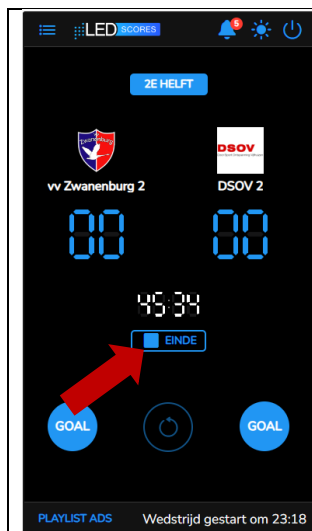 LED SCORES 5
2E HELFT
Zwanenburg DSOV
vv Zwanenburg 2 DSOV 2
00 00
45:34
EINDE
GOAL GOAL
PLAYLIST ADS Wedstrijd gestart om 23:18